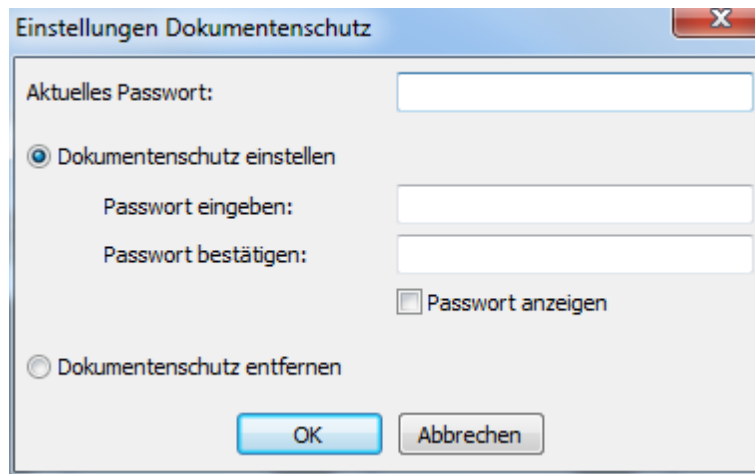 Einstellungen Dokumentenschutz
Aktuelles Passwort:
Dokumentenschutz einstellen
Passwort eingeben:
Passwort bestätigen:
Passwort anzeigen
Dokumentenschutz entfernen
OK Abbrechen